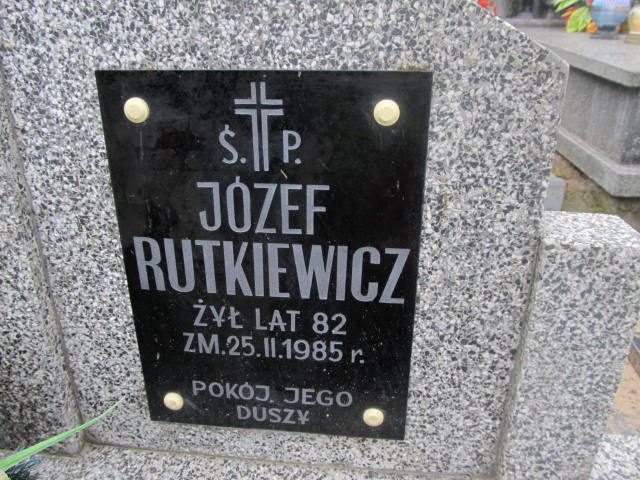 Ś. P.
JÓZEF
RUTKIEWICZ
ŻYŁ LAT 82
ZM. 25.II.1985 r.
POKÓJ JEGO
DUSZY